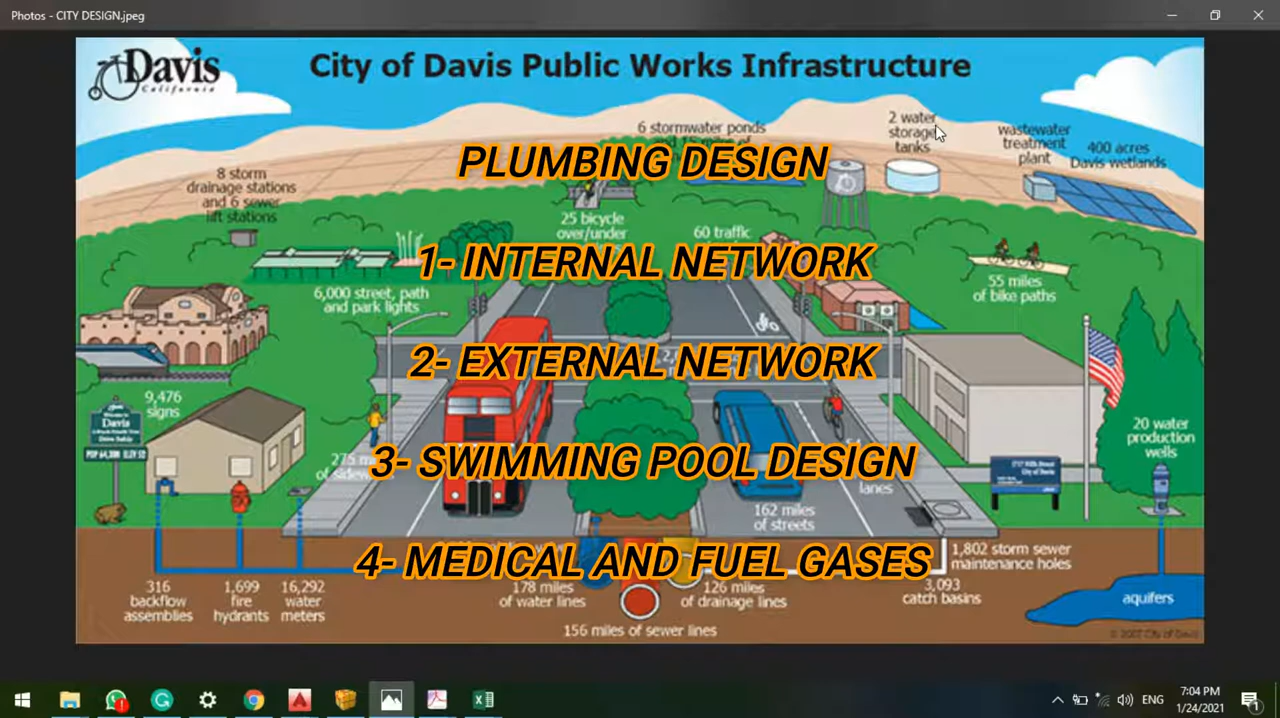 Photos - CITY DESIGN.jpeg
Davis
California
City of Davis Public Works Infrastructure
2 water
storage
tanks
6 stormwater ponds
wastewater
treatment
plant
400 acres
Davis wetlands
PLUMBING DESIGN
8 storm
drainage stations
and 6 sewer
lift stations
25 bicycle
over/under
60 traffic
1- INTERNAL NETWORK
6,000 street, path
and park lights
55 miles
of bike paths
2- EXTERNAL NETWORK
9,476
signs
Davis
20 water
production
wells
276
3- SWIMMING POOL DESIGN
lanes
162 miles
of streets
4- MEDICAL AND FUEL GASES
1,802 storm sewer
maintenance holes
316
backflow
assemblies
1,699
fire
hydrants
16,292
water
meters
178 miles
of water lines
126 miles
of drainage lines
3,093
catch basins
aquifers
156 miles of sewer lines
© 2007 City of Davis
ENG
7:04 PM
1/24/2021